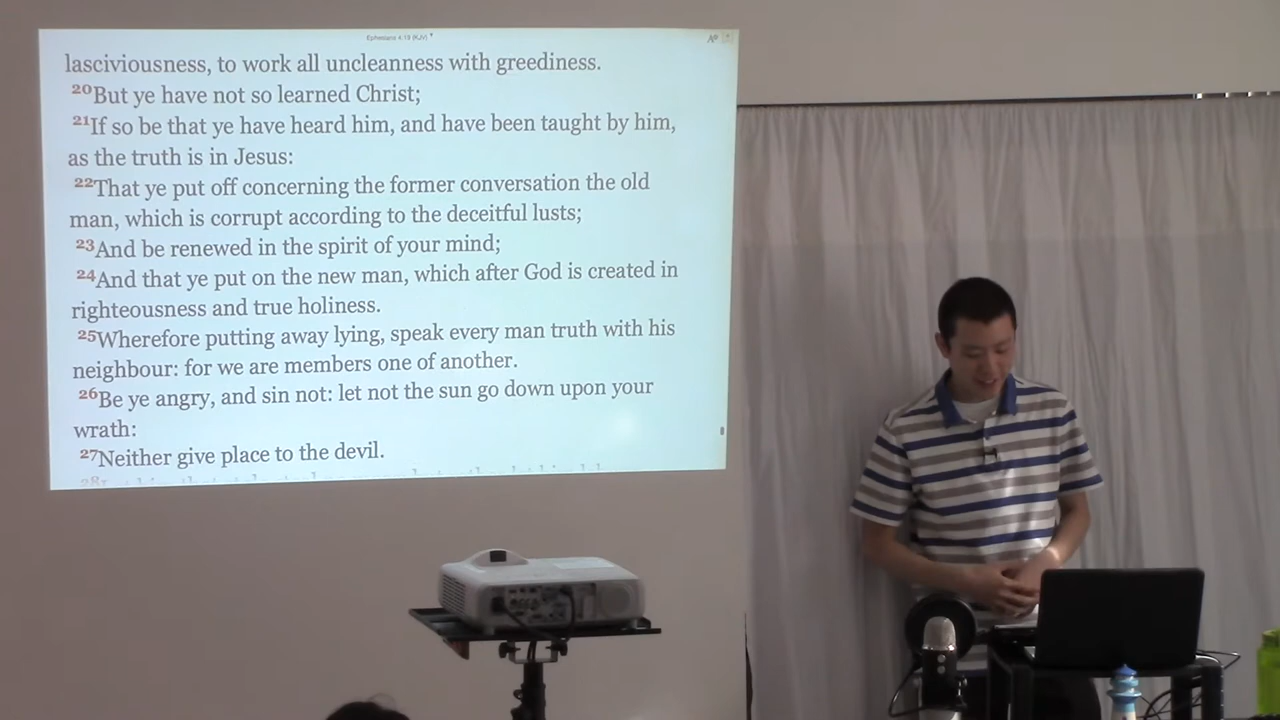 Ephesians 4:19 (KJV)
lasciviousness, to work all uncleanness with greediness.
20But ye have not so learned Christ;
21If so be that ye have heard him, and have been taught by him,
as the truth is in Jesus:
22That ye put off concerning the former conversation the old
man, which is corrupt according to the deceitful lusts;
23And be renewed in the spirit of your mind;
24And that ye put on the new man, which after God is created in
righteousness and true holiness.
25Wherefore putting away lying, speak every man truth with his
neighbour: for we are members one of another.
26Be ye angry, and sin not: let not the sun go down upon your
wrath:
27Neither give place to the devil.
28